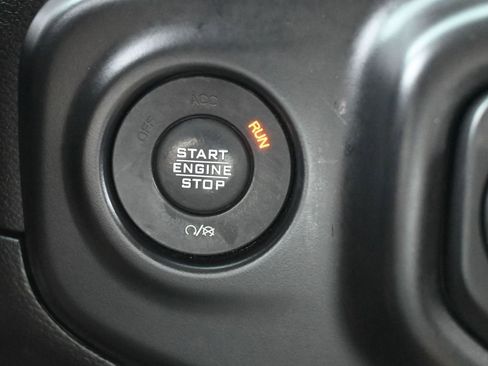 ACC
OFF
RUN
START
ENGINE
STOP